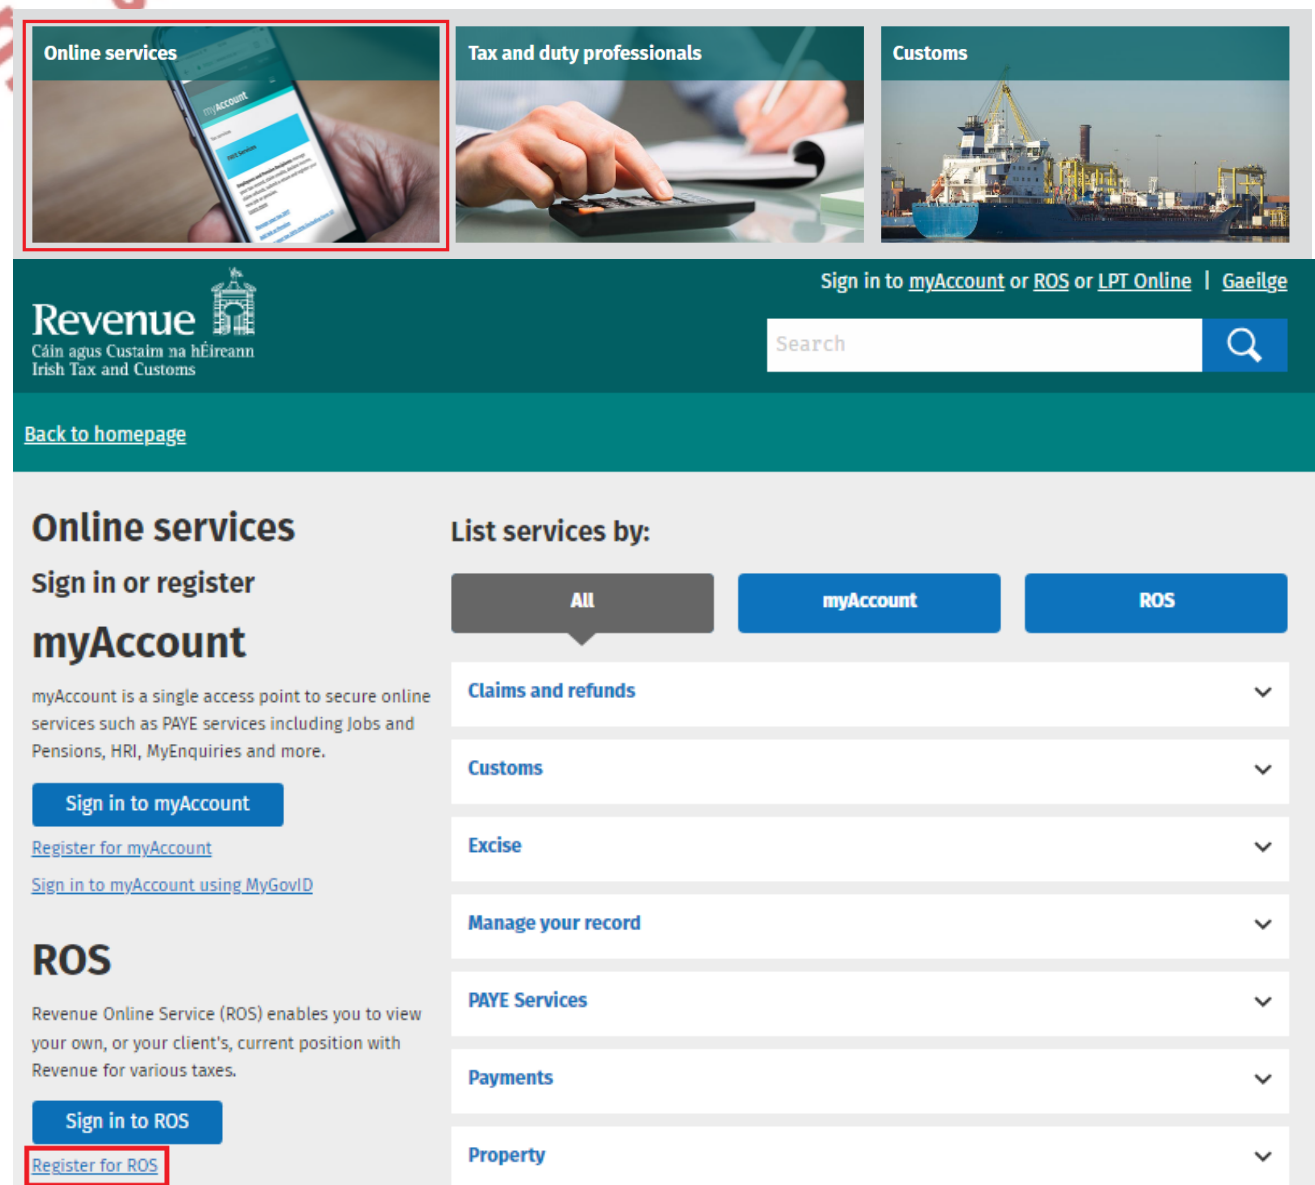 Online services
Tax and duty professionals
Customs
myAccount
PAYE Services
Sign in to myAccount or ROS or LPT Online | Gaeilge
Revenue
Cáin agus Custaim na hÉireann
Irish Tax and Customs
Search
Back to homepage
Online services
Sign in or register
myAccount
myAccount is a single access point to secure online
services such as PAYE services including Jobs and
Pensions, HRI, MyEnquiries and more.
Sign in to myAccount
Register for myAccount
Sign in to myAccount using MyGovID
ROS
Revenue Online Service (ROS) enables you to view
your own, or your client's, current position with
Revenue for various taxes.
Sign in to ROS
Register for ROS
List services by:
All
myAccount
ROS
Claims and refunds
Customs
Excise
Manage your record
PAYE Services
Payments
Property